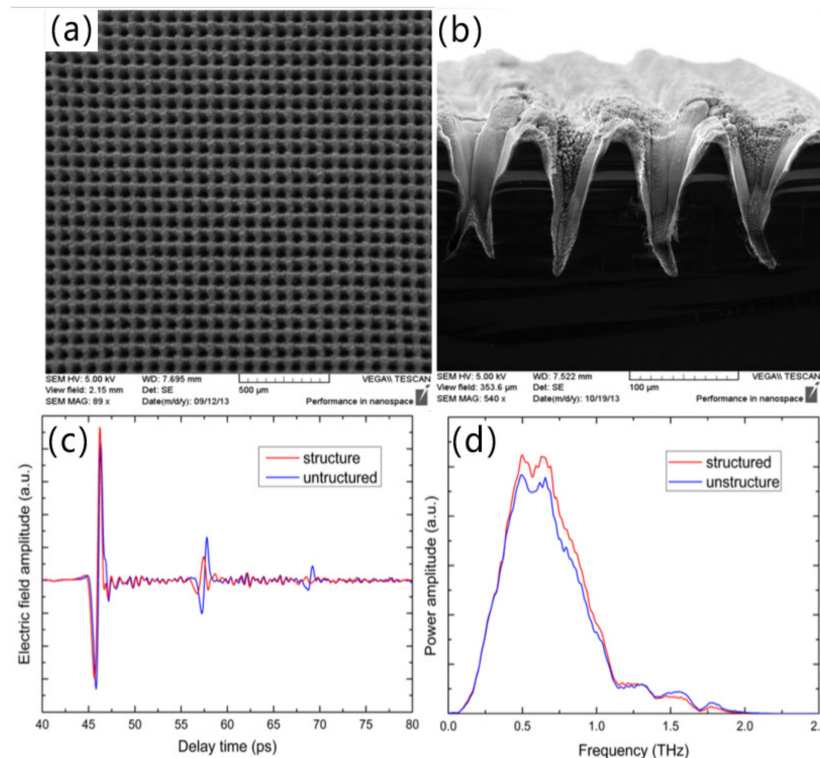 (a)
SEM HV: 5.00 kV WD: 7.695 mm VEGA\\ TESCAN
View field: 2.15 mm Det: SE 500 µm
SEM MAG: 89 x Date(m/d/y): 09/12/13 Performance in nanospace
(b)
SEM HV: 5.00 kV WD: 7.522 mm VEGA\\ TESCAN
View field: 353.6 µm Det: SE 100 µm
SEM MAG: 540 x Date(m/d/y): 10/19/13 Performance in nanospace
(c)
structure
untructured
Electric field amplitude (a.u.)
40 45 50 55 60 65 70 75 80
Delay time (ps)
(d)
structured
unstructure
Power amplitude (a.u.)
0.0 0.5 1.0 1.5 2.0 2.
Frequency (THz)